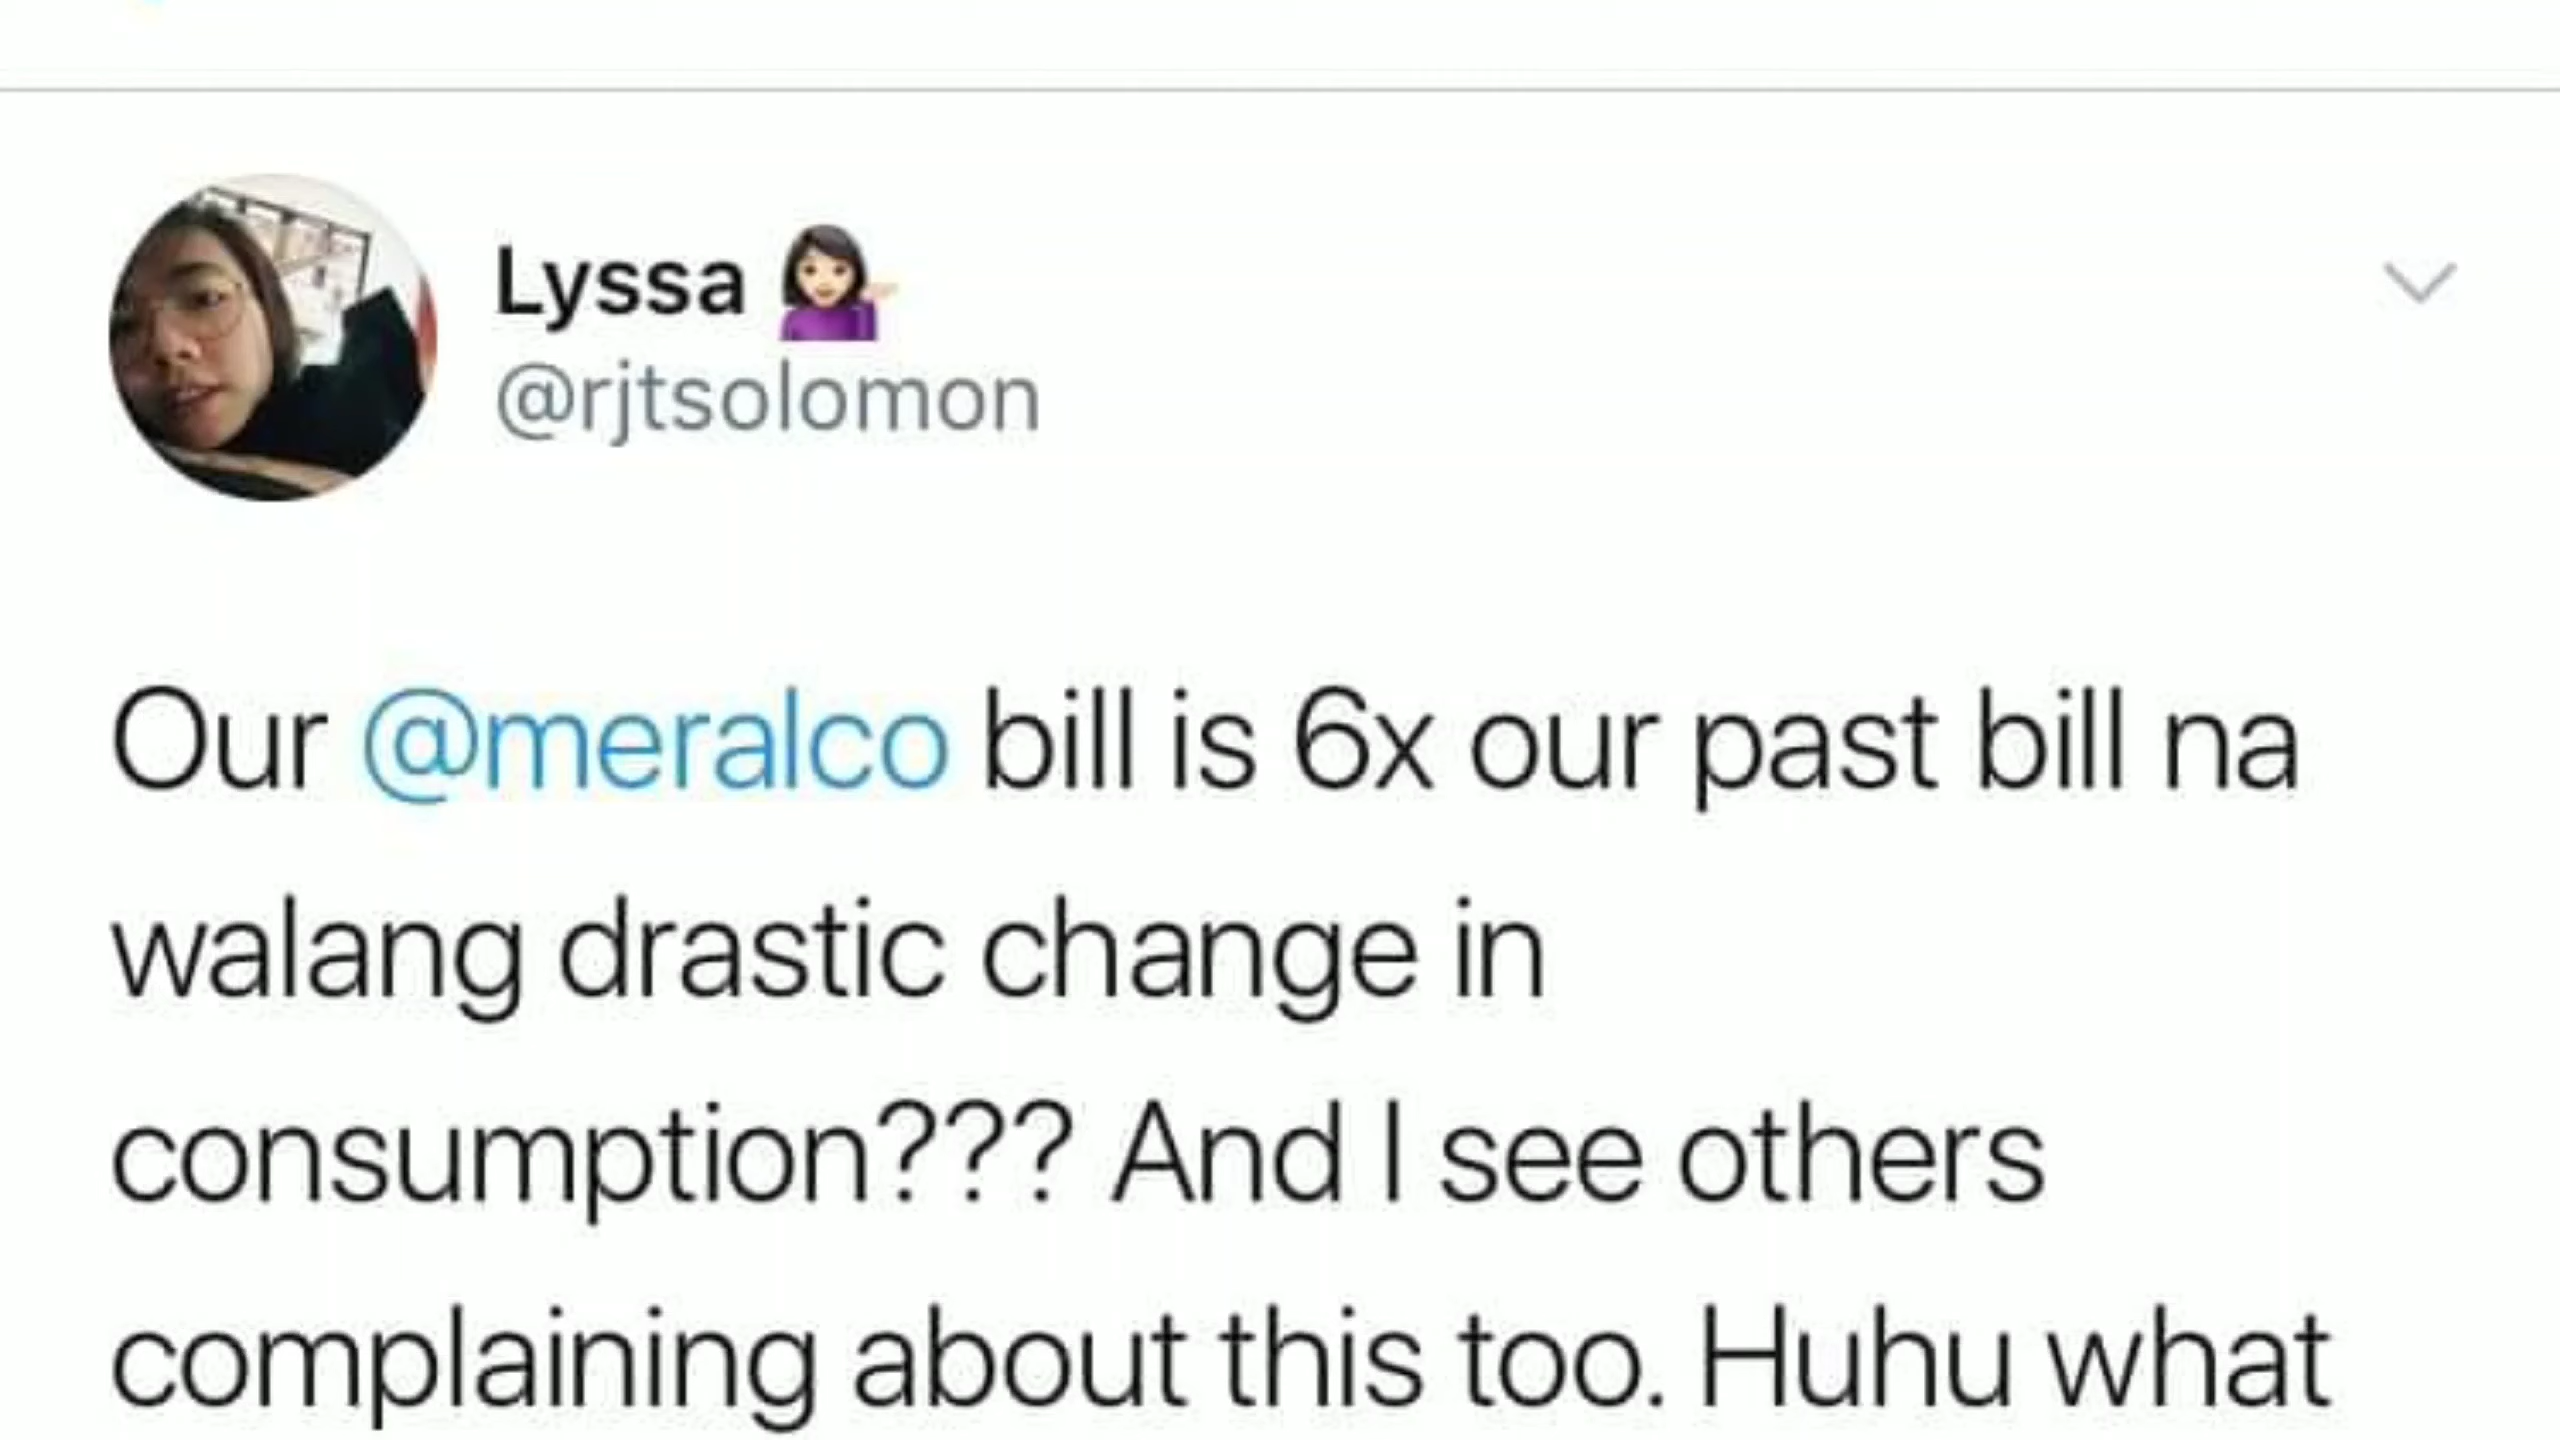 Lyssa 💁🏻‍♀️
@rjtsolomon
Our @meralco bill is 6x our past bill na
walang drastic change in
consumption??? And I see others
complaining about this too. Huhu what